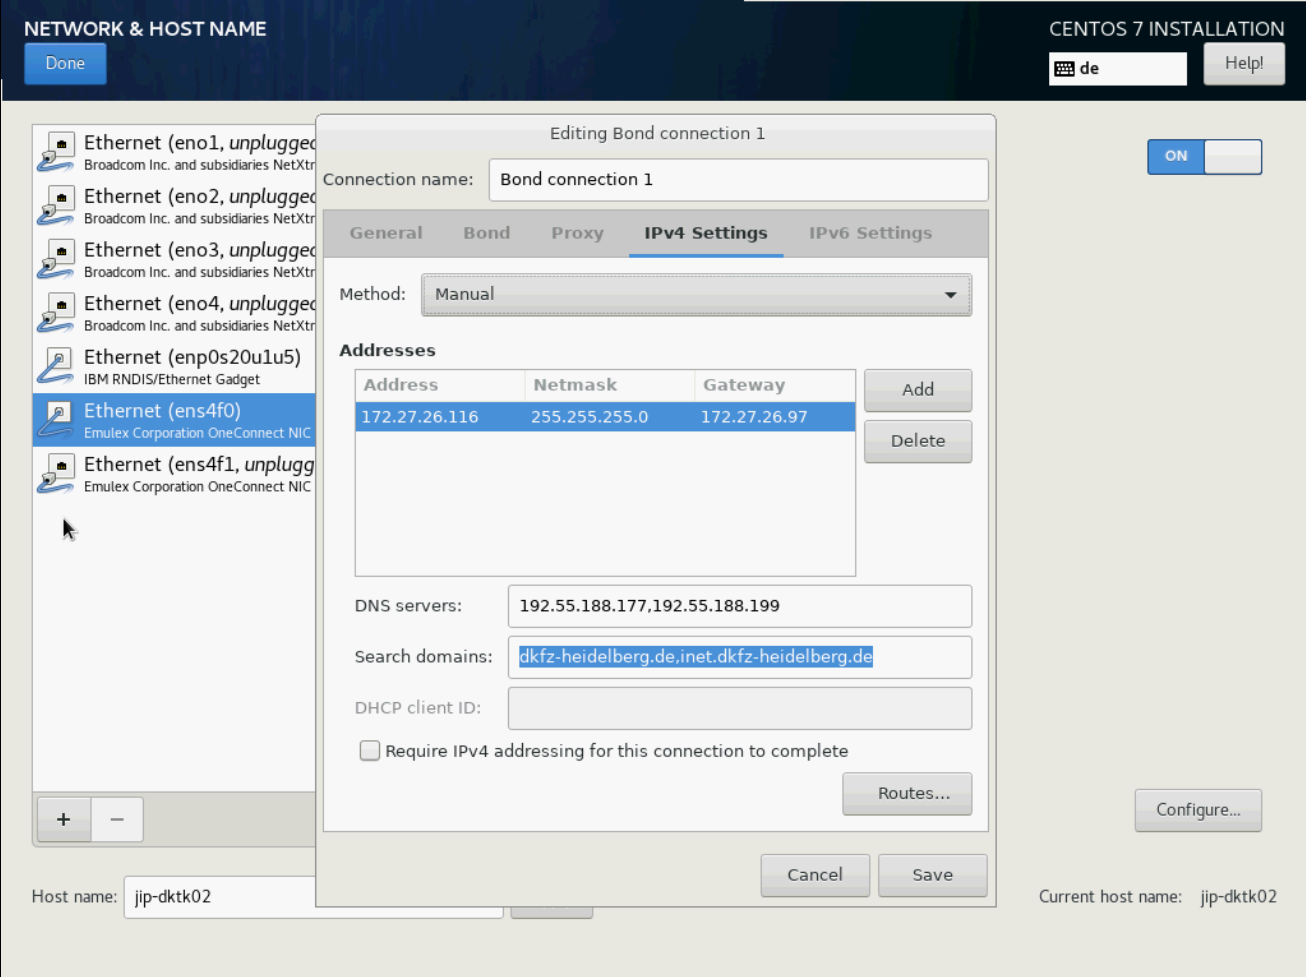 NETWORK & HOST NAME
CENTOS 7 INSTALLATION
Done
de
Help!
Ethernet (eno1, unplugged
Broadcom Inc. and subsidiaries NetXtr
Ethernet (eno2, unplugged
Broadcom Inc. and subsidiaries NetXtr
Ethernet (eno3, unplugged
Broadcom Inc. and subsidiaries NetXtr
Ethernet (eno4, unplugged
Broadcom Inc. and subsidiaries NetXtr
Ethernet (enp0s20u1u5)
IBM RNDIS/Ethernet Gadget
Ethernet (ens4f0)
Emulex Corporation OneConnect NIC
Ethernet (ens4f1, unplugg
Emulex Corporation OneConnect NIC
+ −
Editing Bond connection 1
Connection name: Bond connection 1
General Bond Proxy IPv4 Settings IPv6 Settings
Method: Manual
Addresses
Address Netmask Gateway
172.27.26.116 255.255.255.0 172.27.26.97
Add
Delete
DNS servers: 192.55.188.177,192.55.188.199
Search domains: dkfz-heidelberg.de,inet.dkfz-heidelberg.de
DHCP client ID:
Require IPv4 addressing for this connection to complete
Routes...
Cancel Save
ON
Configure...
Host name: jip-dktk02
Current host name: jip-dktk02